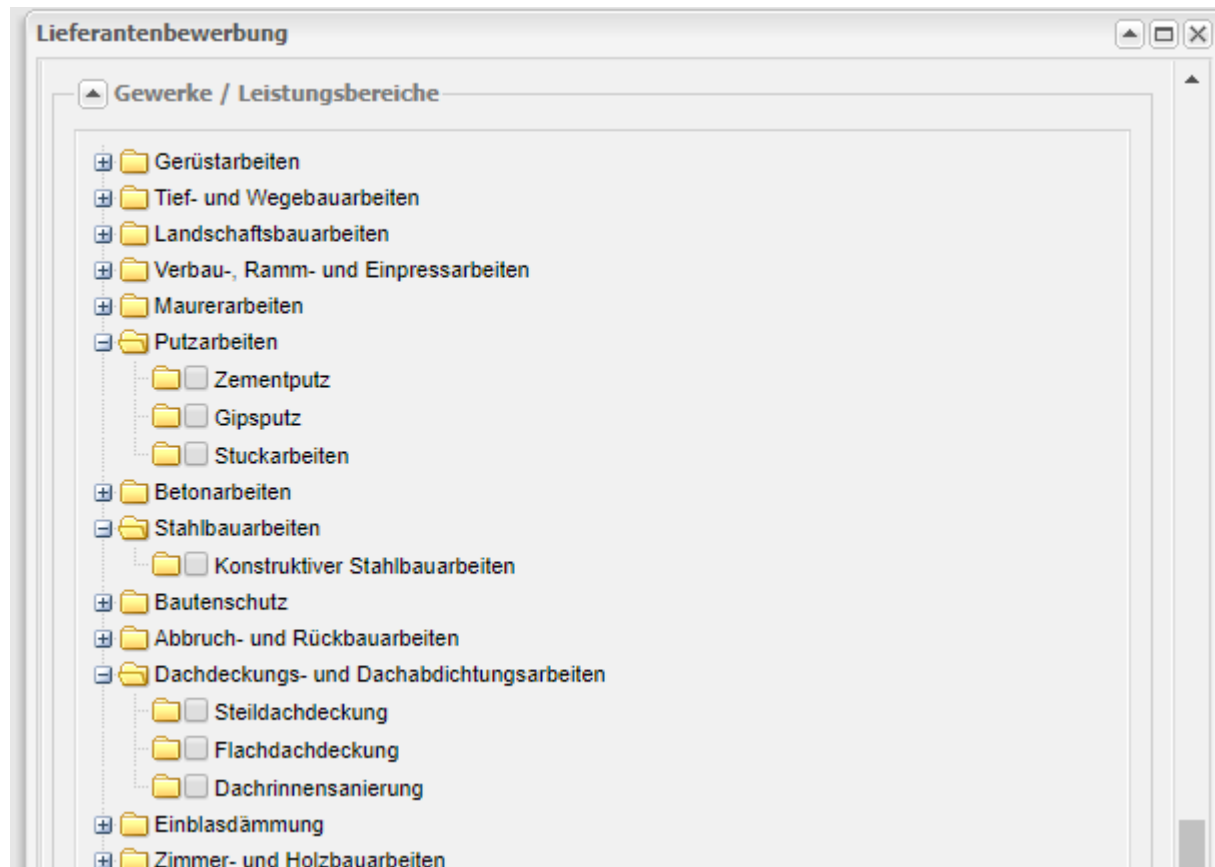 Lieferantenbewerbung
Gewerke / Leistungsbereiche
Gerüstarbeiten
Tief- und Wegebauarbeiten
Landschaftsbauarbeiten
Verbau-, Ramm- und Einpressarbeiten
Maurerarbeiten
Putzarbeiten
Zementputz
Gipsputz
Stuckarbeiten
Betonarbeiten
Stahlbauarbeiten
Konstruktiver Stahlbauarbeiten
Bautenschutz
Abbruch- und Rückbauarbeiten
Dachdeckungs- und Dachabdichtungsarbeiten
Steildachdeckung
Flachdachdeckung
Dachrinnensanierung
Einblasdämmung
Zimmer- und Holzbauarbeiten